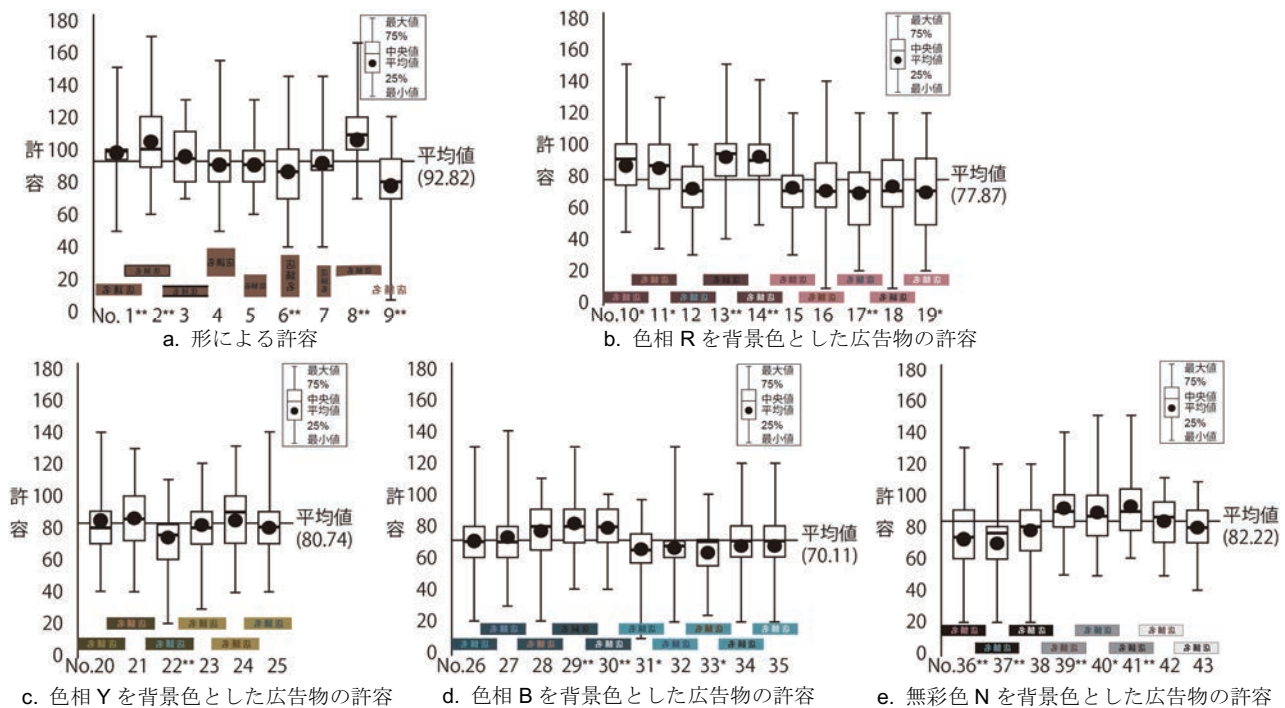 180
160
140
120
100
80
60
40
20
0
許
容
最大値
75%
中央値
平均値
25%
最小値
平均値
(92.82)
No. 1** 2** 3 4 5 6** 7 8** 9**
a. 形による許容
180
160
140
120
100
80
60
40
20
0
許
容
最大値
75%
中央値
平均値
25%
最小値
平均値
(77.87)
No.10* 11* 12 13** 14** 15 16 17** 18 19*
b. 色相 R を背景色とした広告物の許容
180
160
140
120
100
80
60
40
20
0
許
容
最大値
75%
中央値
平均値
25%
最小値
平均値
(80.74)
No.20 21 22** 23 24 25
c. 色相 Y を背景色とした広告物の許容
180
160
140
120
100
80
60
40
20
0
許
容
最大値
75%
中央値
平均値
25%
最小値
平均値
(70.11)
No.26 27 28 29** 30** 31* 32 33* 34 35
d. 色相 B を背景色とした広告物の許容
180
160
140
120
100
80
60
40
20
0
許
容
最大値
75%
中央値
平均値
25%
最小値
平均値
(82.22)
No.36** 37** 38 39** 40* 41** 42 43
e. 無彩色 N を背景色とした広告物の許容